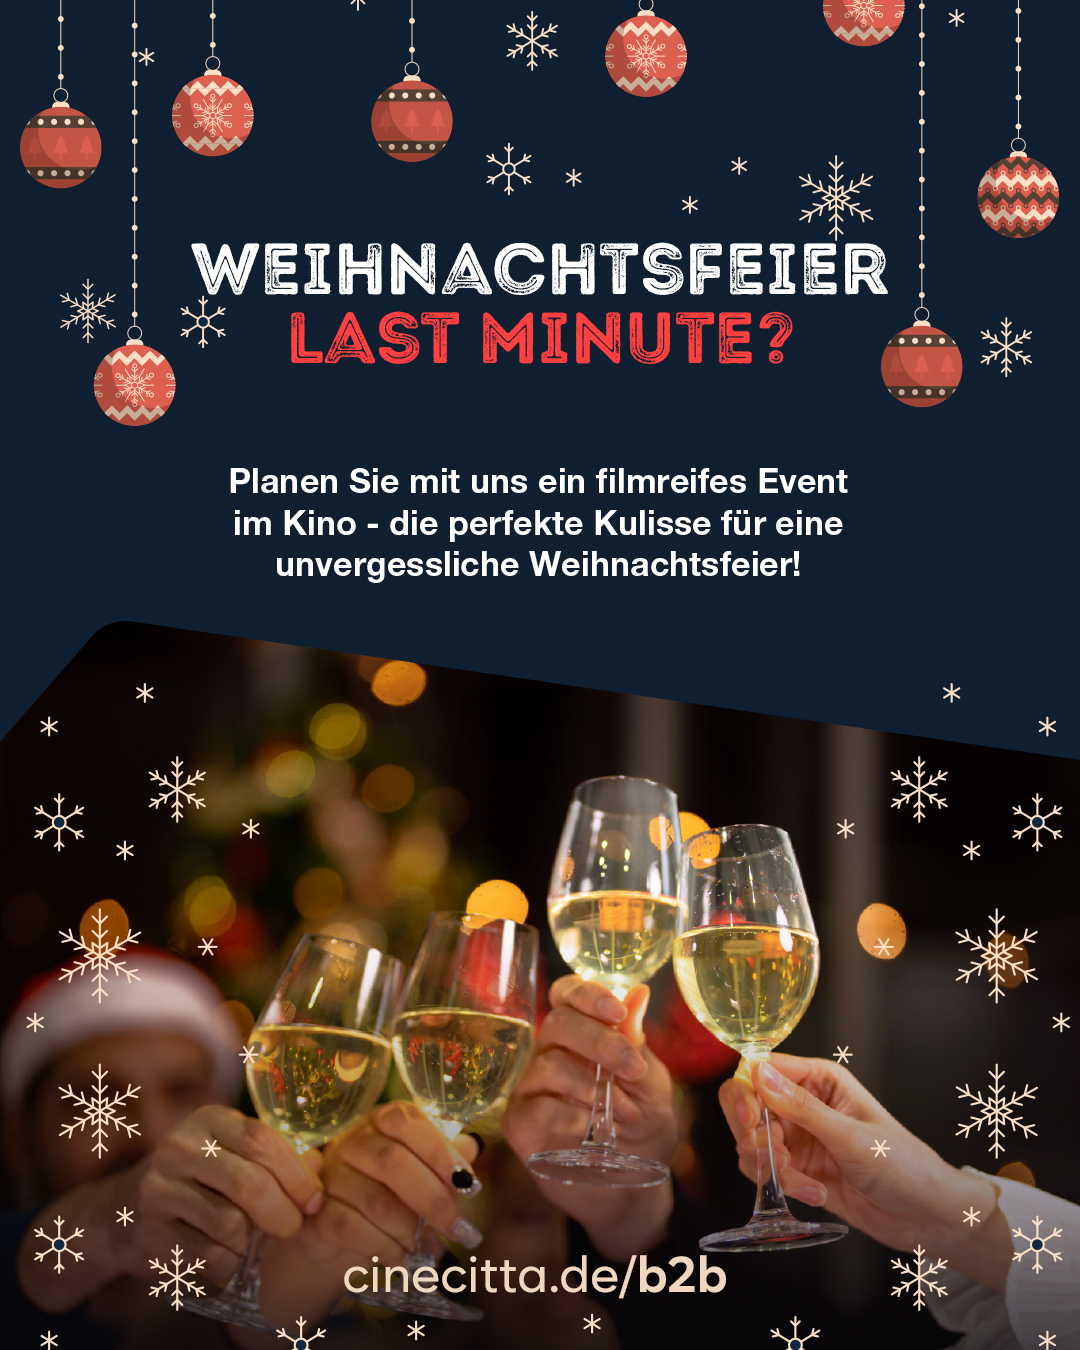 WEIHNACHTSFEIER
LAST MINUTE?
Planen Sie mit uns ein filmreifes Event
im Kino - die perfekte Kulisse für eine
unvergessliche Weihnachtsfeier!
cinecitta.de/b2b